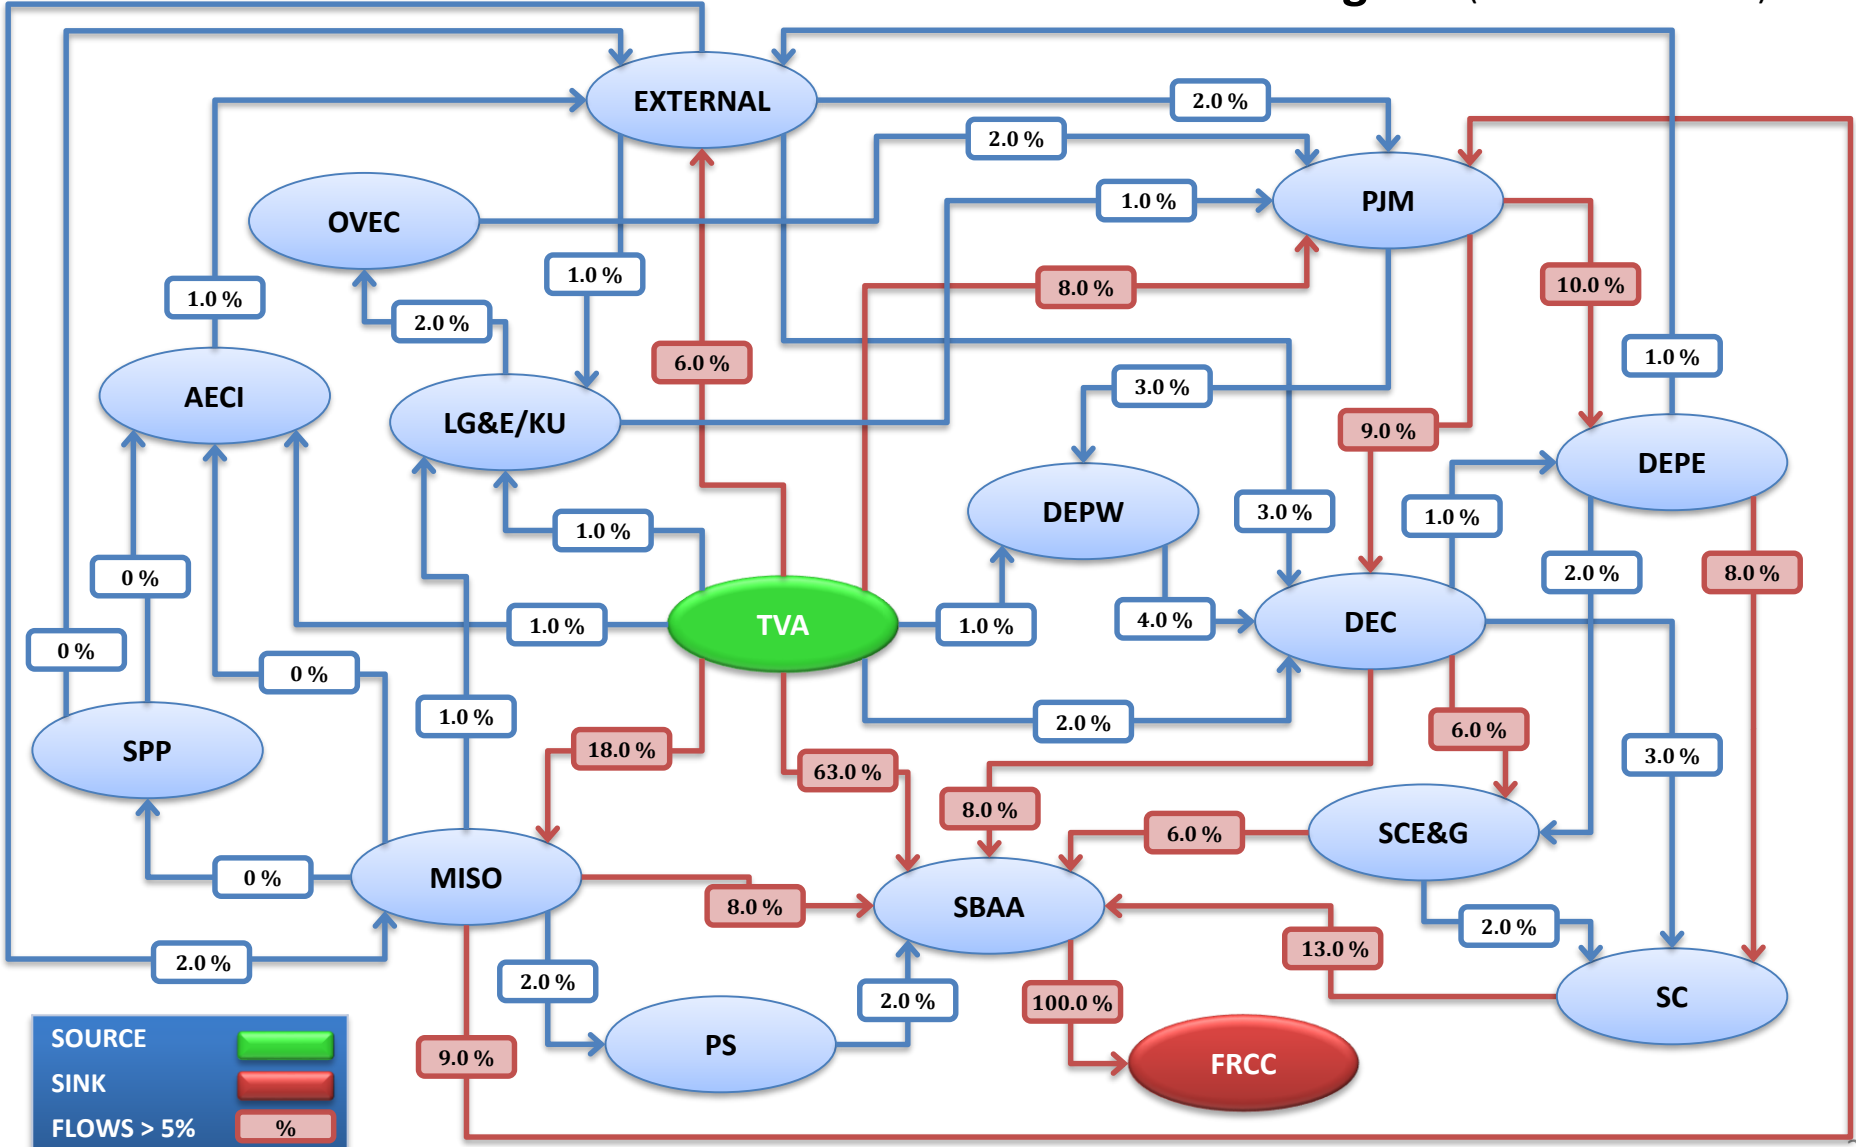 EXTERNAL
2.0 %
2.0 %
PJM
1.0 %
OVEC
1.0 %
8.0 %
10.0 %
1.0 %
2.0 %
6.0 %
1.0 %
3.0 %
AECI
LG&E/KU
9.0 %
DEPE
DEPW
3.0 %
1.0 %
1.0 %
0 %
2.0 %
8.0 %
TVA
1.0 %
1.0 %
4.0 %
DEC
0 %
0 %
1.0 %
2.0 %
6.0 %
SPP
18.0 %
63.0 %
3.0 %
8.0 %
6.0 %
SCE&G
0 %
MISO
8.0 %
SBAA
2.0 %
13.0 %
2.0 %
2.0 %
2.0 %
100.0 %
SC
SOURCE
9.0 %
PS
FRCC
SINK
FLOWS > 5%
%